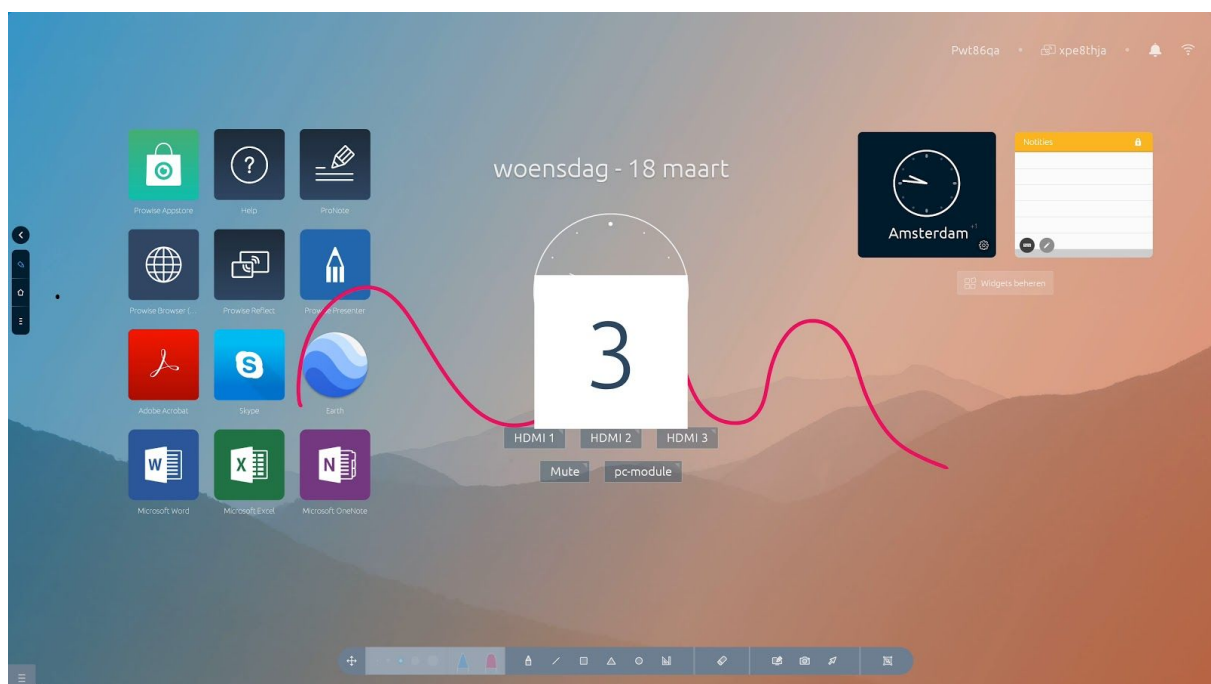 Pwt86qa • xpe8thja •
woensdag - 18 maart
Prowise Appstore
Help
ProNote
Prowise Browser (...
Prowise Reflect
Prowise Presenter
Adobe Acrobat
Skype
Earth
Microsoft Word
Microsoft Excel
Microsoft OneNote
3
HDMI 1
HDMI 2
HDMI 3
Mute
pc-module
Amsterdam +1
Notities
Widgets beheren